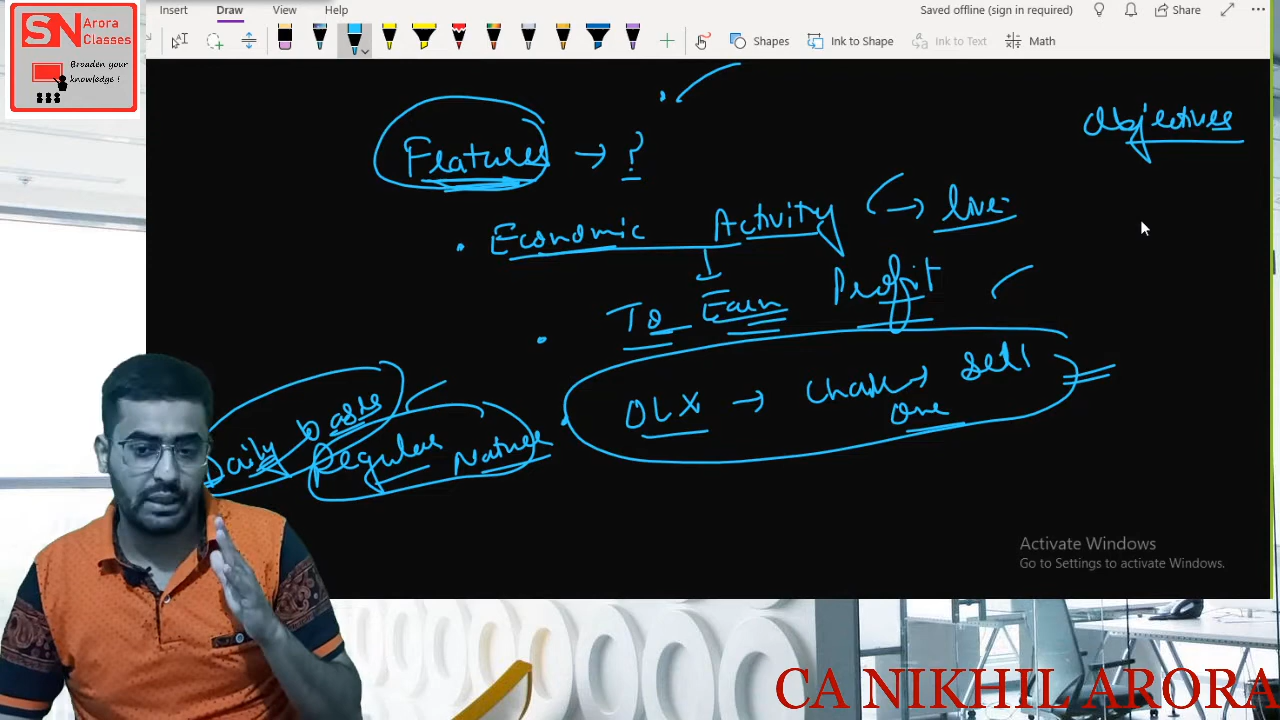 SN Arora Classes
Broaden your knowledge !
Insert Draw View Help
Saved offline (sign in required) Share
Shapes Ink to Shape Ink to Text Math
Objectives
Features → ?
Economic Activity → live
To Earn Profit
OLX → Chair → Sell
one
Daily basis
Regular Nature
Activate Windows
Go to Settings to activate Windows.
CA NIKHIL ARORA